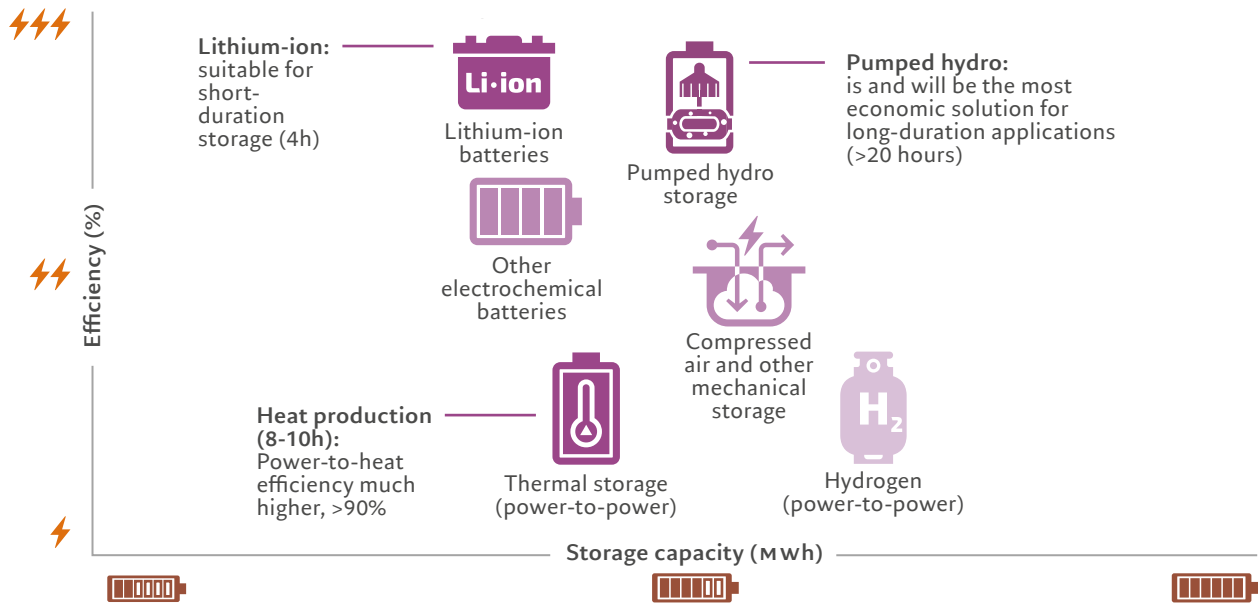 Lithium-ion:
suitable for
short-
duration
storage (4h)
Li·ion
Lithium-ion
batteries
Pumped hydro
storage
Pumped hydro:
is and will be the most
economic solution for
long-duration applications
(>20 hours)
Efficiency (%)
Other
electrochemical
batteries
Compressed
air and other
mechanical
storage
Heat production
(8-10h):
Power-to-heat
efficiency much
higher, >90%
Thermal storage
(power-to-power)
H2
Hydrogen
(power-to-power)
Storage capacity (MWh)